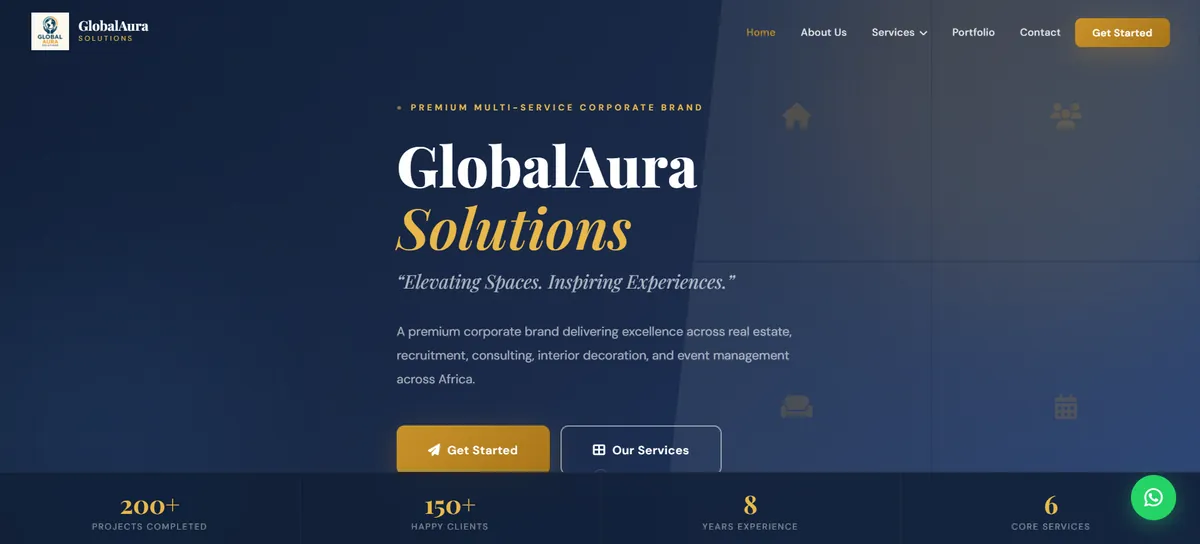 GLOBAL
AURA
GlobalAura
SOLUTIONS
Home
About Us
Services
Portfolio
Contact
Get Started
PREMIUM MULTI-SERVICE CORPORATE BRAND
GlobalAura
Solutions
“Elevating Spaces. Inspiring Experiences.”
A premium corporate brand delivering excellence across real estate,
recruitment, consulting, interior decoration, and event management
across Africa.
Get Started
Our Services
200+
PROJECTS COMPLETED
150+
HAPPY CLIENTS
8
YEARS EXPERIENCE
6
CORE SERVICES